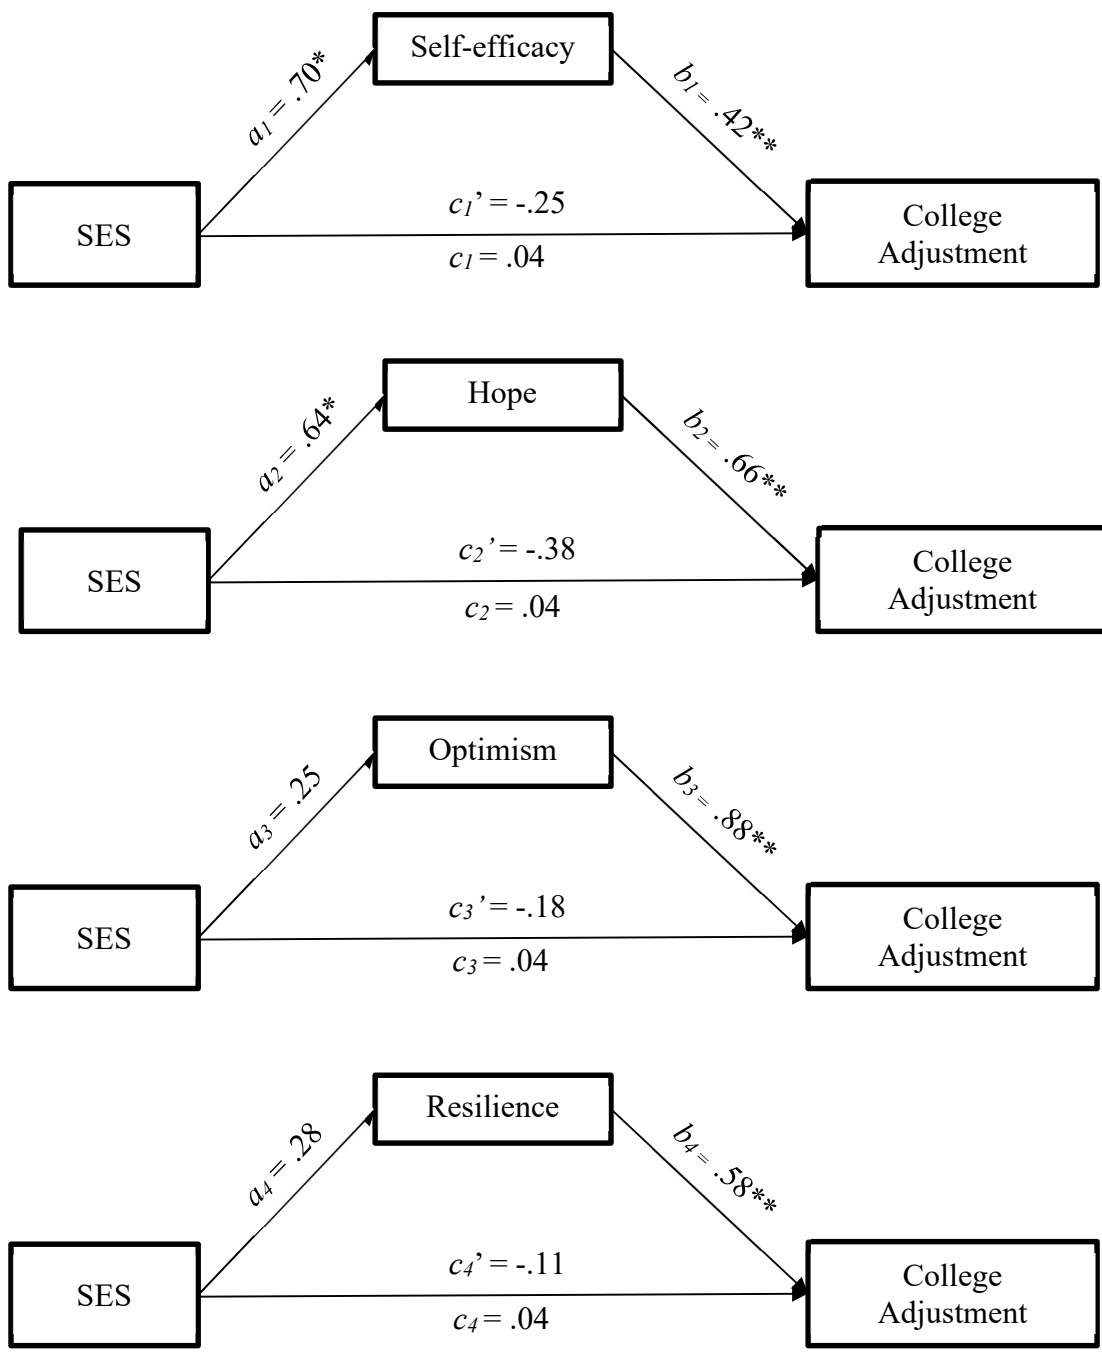 Self-efficacy
a1 = .70*
b1 = .42**
SES
c1’ = -.25
c1 = .04
College
Adjustment
Hope
a2 = .64*
b2 = .66**
SES
c2’ = -.38
c2 = .04
College
Adjustment
Optimism
a3 = .25
b3 = .88**
SES
c3’ = -.18
c3 = .04
College
Adjustment
Resilience
a4 = .28
b4 = .58**
SES
c4’ = -.11
c4 = .04
College
Adjustment